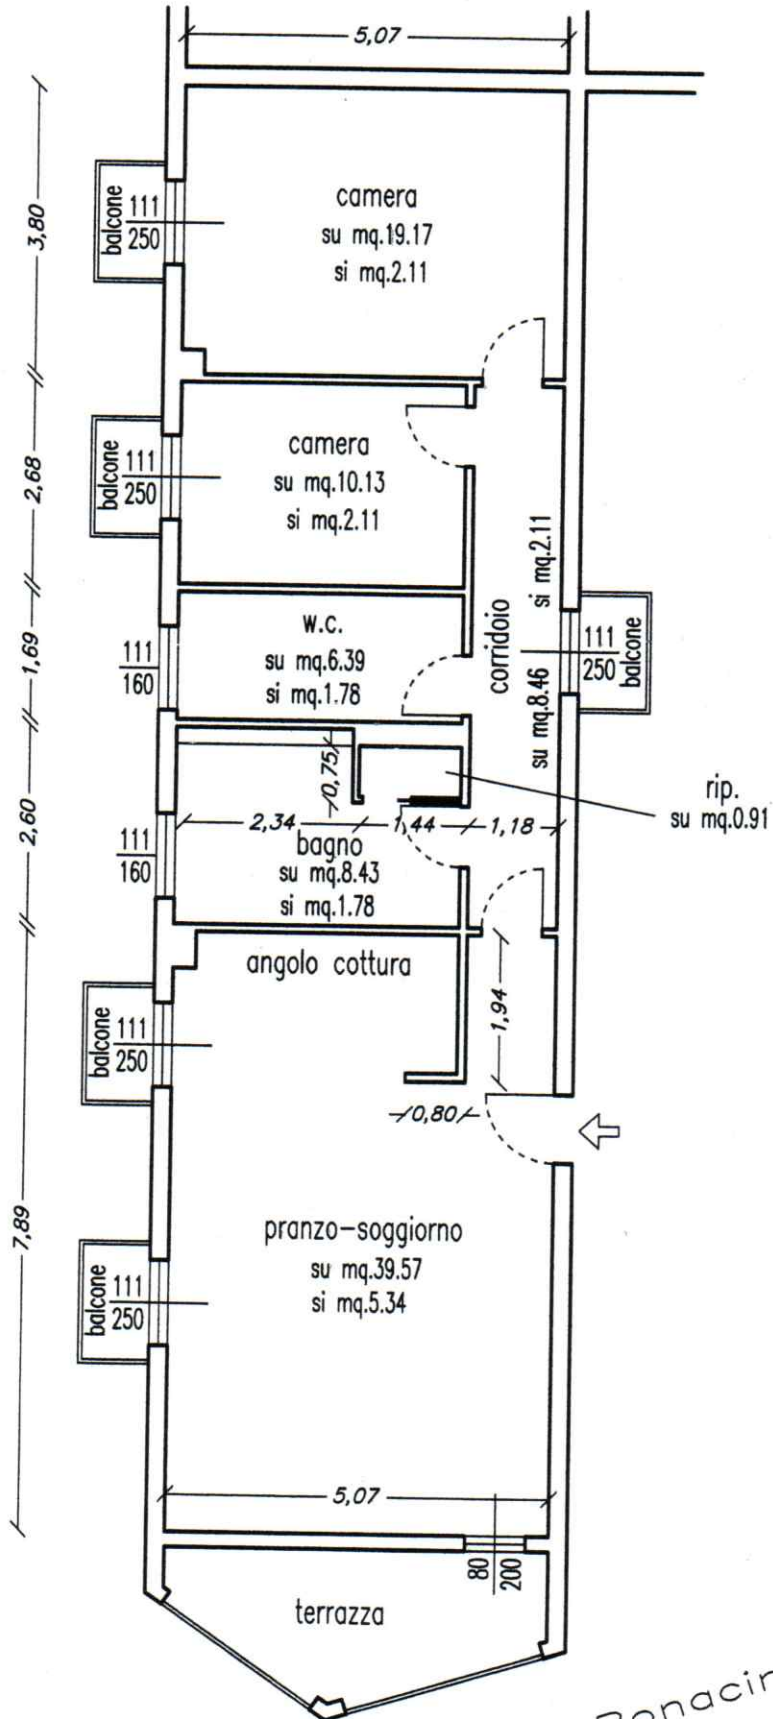 5,07
3,80
balcone
111
250
camera
su mq.19.17
si mq.2.11
2,68
balcone
111
250
camera
su mq.10.13
si mq.2.11
1,69
111
160
w.c.
su mq.6.39
si mq.1.78
corridoio
su mq.8.46
si mq.2.11
111
250
balcone
0,75
rip.
su mq.0.91
2,60
111
160
2,34
1,44
1,18
bagno
su mq.8.43
si mq.1.78
angolo cottura
1,94
balcone
111
250
0,80
7,89
pranzo-soggiorno
su mq.39.57
si mq.5.34
balcone
111
250
5,07
80
200
terrazza